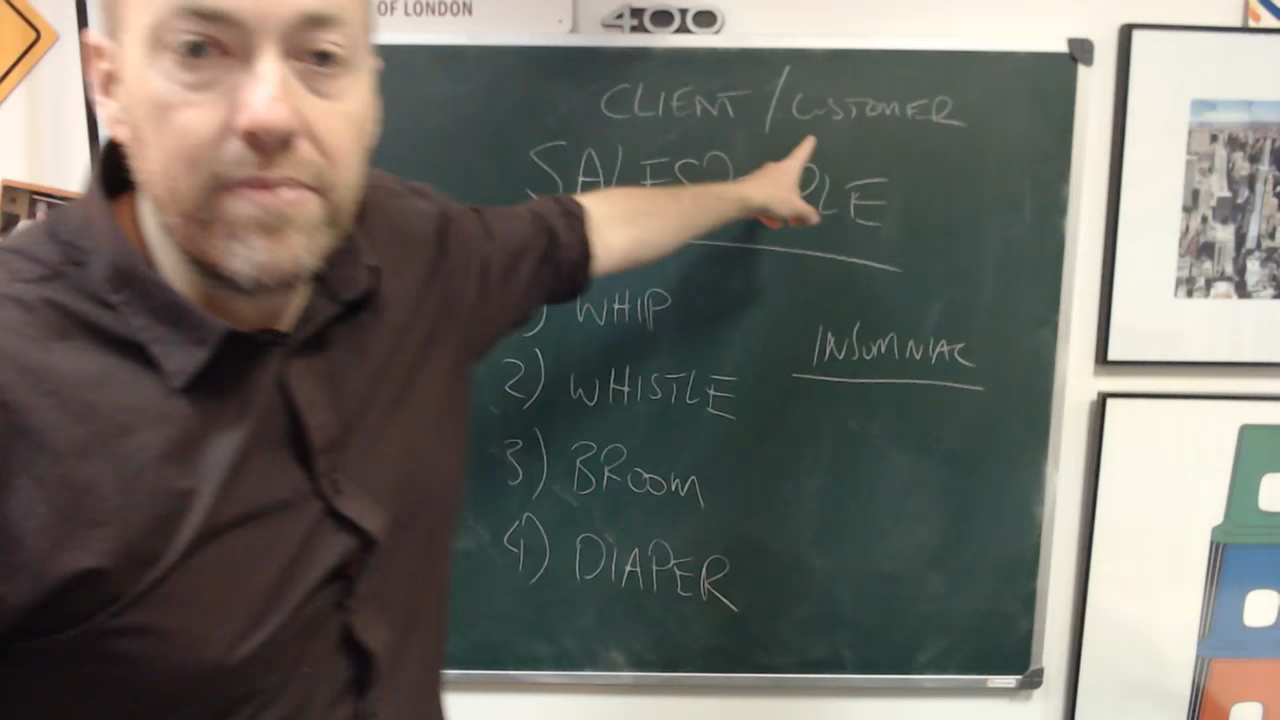 OF LONDON
400
CLIENT / CUSTOMER
WHIP
INSOMNIAC
2) WHISTLE
3) BROOM
4) DIAPER